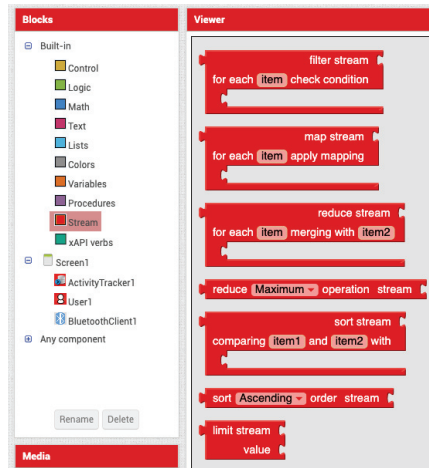 Blocks
Viewer
Built-in
Control
Logic
Math
Text
Lists
Colors
Variables
Procedures
Stream
xAPI verbs
Screen1
ActivityTracker1
User1
BluetoothClient1
Any component
Rename Delete
Media
filter stream
for each item check condition
map stream
for each item apply mapping
reduce stream
for each item merging with item2
reduce Maximum operation stream
sort stream
comparing item1 and item2 with
sort Ascending order stream
limit stream
value